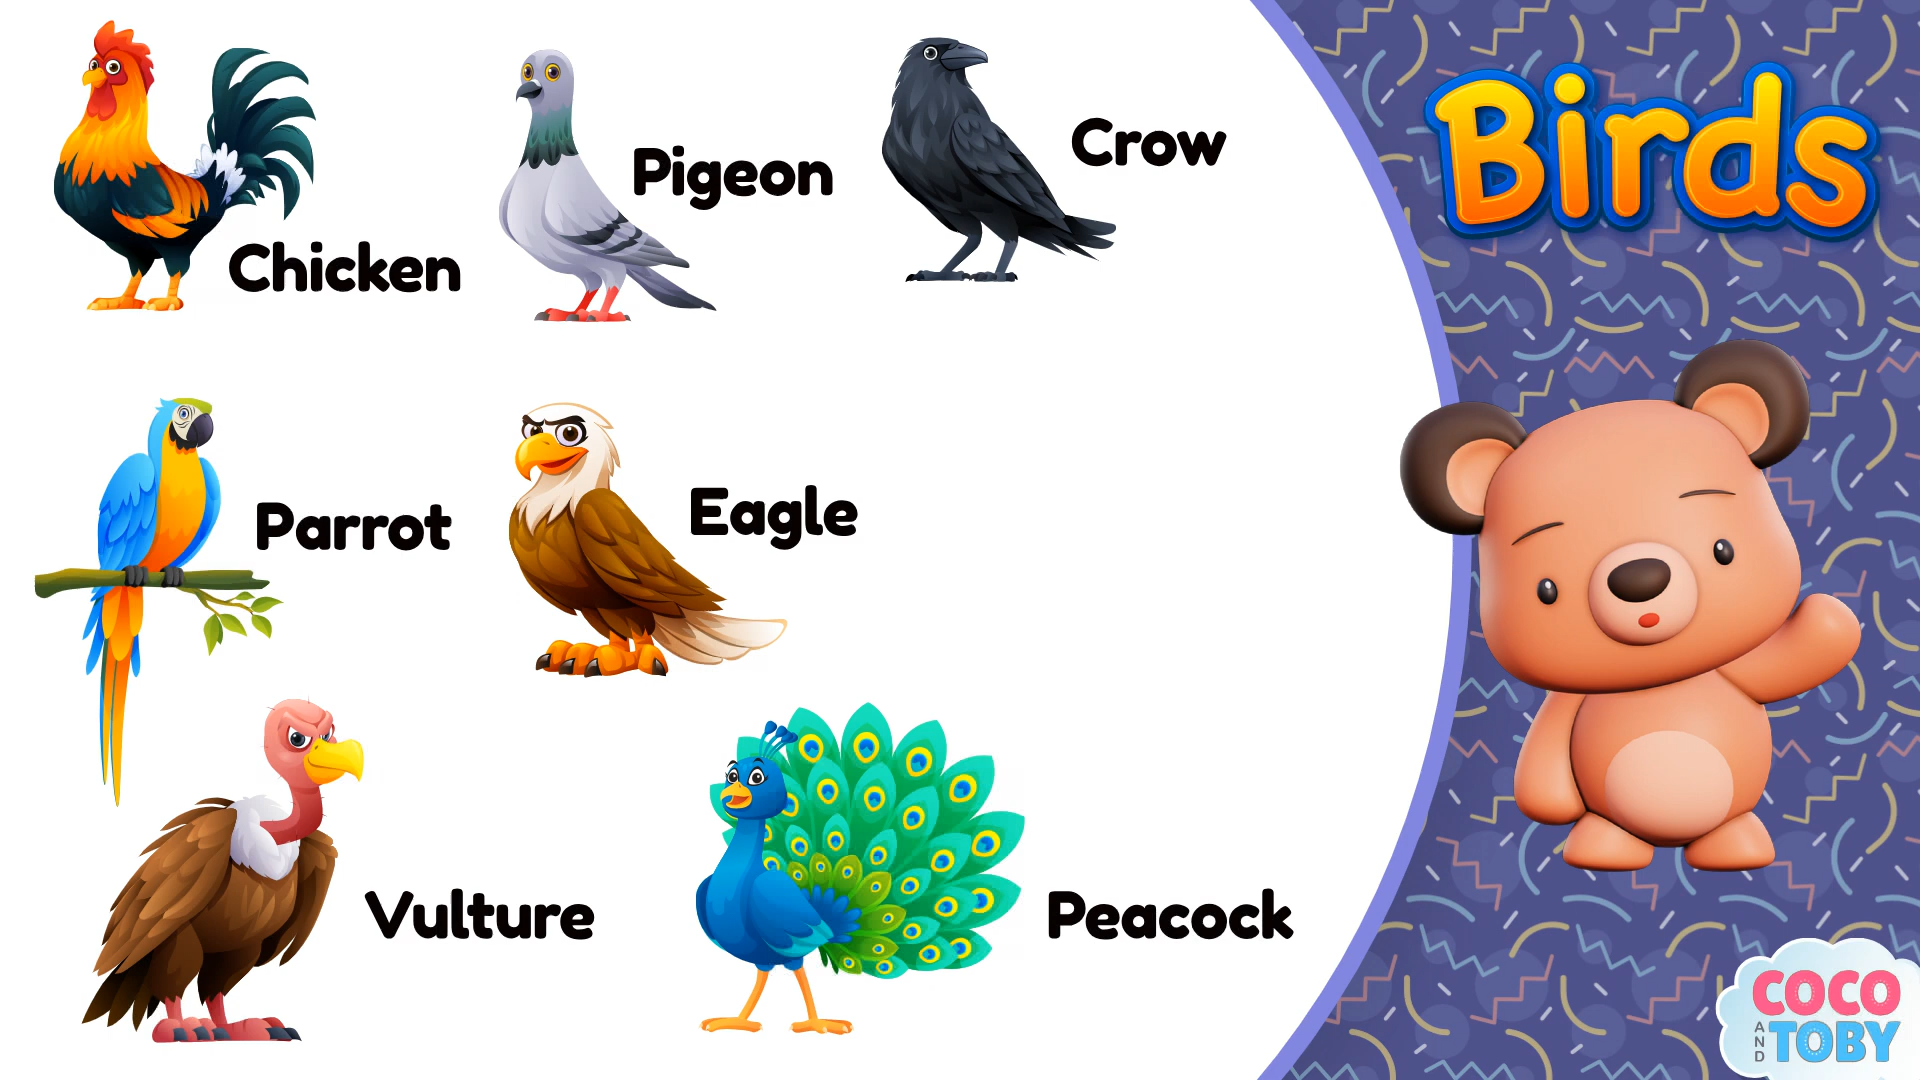 Birds
Chicken
Pigeon
Crow
Parrot
Eagle
Vulture
Peacock
COCO
AND
TOBY